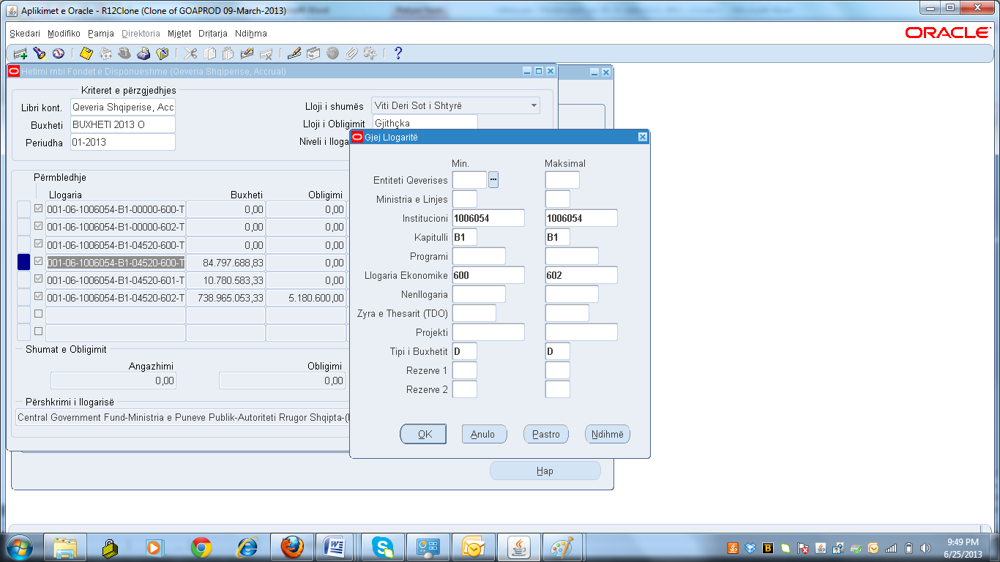 Aplikimet e Oracle - R12Clone (Clone of GOAPROD 09-March-2013)
Skedari Modifiko Pamja Direktoria Mjetet Dritarja Ndihma
ORACLE
Hetimi mbi Fondet e Disponueshme (Qeveria Shqiperise, Accrual)
Kriteret e përzgjedhjes
Libri kont. Qeveria Shqiperise, Acc
Lloji i shumës Viti Deri Sot i Shtyrë
Buxheti BUXHETI 2013 O
Lloji i Obligimit Gjithçka
Periudha 01-2013
Niveli i lloga
Përmbledhje
Llogaria Buxheti Obligimi
001-06-1006054-B1-00000-600-T 0,00 0,00
001-06-1006054-B1-00000-602-T 0,00 0,00
001-06-1006054-B1-04520-600-T 0,00 0,00
001-06-1006054-B1-04520-600-T 84.797.688,83 0,00
001-06-1006054-B1-04520-601-T 10.780.583,33 0,00
001-06-1006054-B1-04520-602-T 738.965.053,33 5.180.600,00
Shumat e Obligimit
Angazhimi Obligimi
0,00 0,00
Përshkrimi i llogarisë
Central Government Fund-Ministria e Puneve Publik-Autoriteti Rrugor Shqipta-(
Gjej Llogaritë
Min. Maksimal
Entiteti Qeverises ...
Ministria e Linjes
Institucioni 1006054 1006054
Kapitulli B1 B1
Programi
Llogaria Ekonomike 600 602
Nenllogaria
Zyra e Thesarit (TDO)
Projekti
Tipi i Buxhetit D D
Rezerve 1
Rezerve 2
OK Anulo Pastro Ndihmë
Hap
9:49 PM
6/25/2013